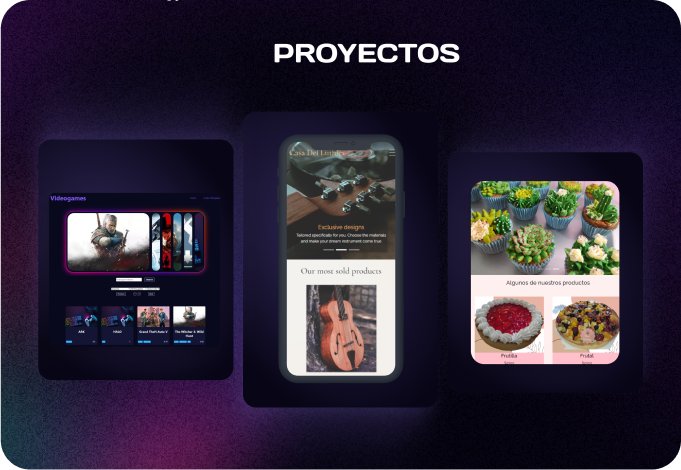 PROYECTOS
Videogames
Casa Del Luthier
Exclusive designs
Tailored specifically for you. Choose the materials
and make your dream instrument come true
Our most sold products
Grand Theft Auto V
The Witcher 3: Wild
Hunt
Algunos de nuestros productos
Frutilla
Frutal